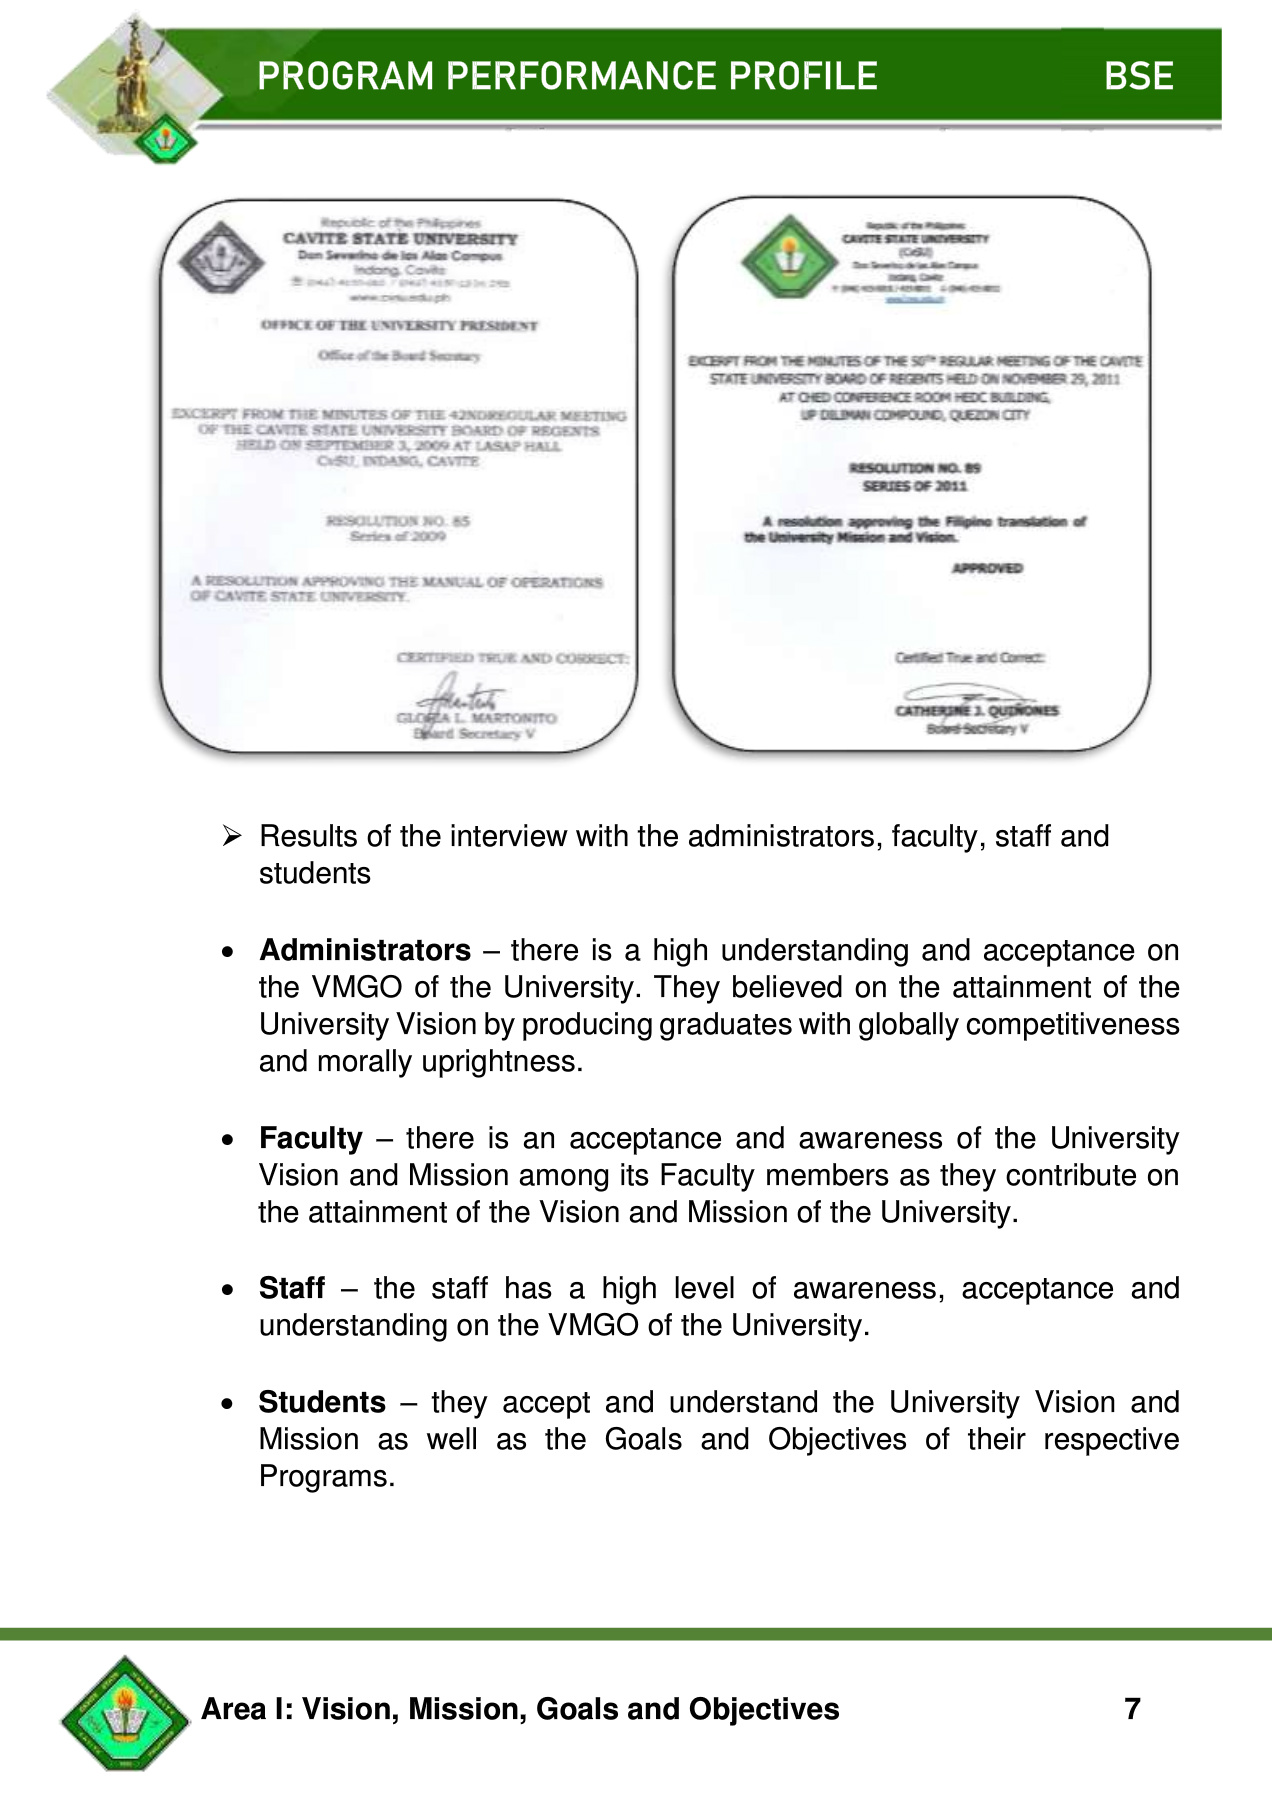 PROGRAM PERFORMANCE PROFILE BSE
Republic of the Philippines
CAVITE STATE UNIVERSITY
Don Severino de las Alas Campus
Indang, Cavite
www.cvsu.edu.ph
OFFICE OF THE UNIVERSITY PRESIDENT
Office of the Board Secretary
EXCERPT FROM THE MINUTES OF THE 42NDREGULAR MEETING
OF THE CAVITE STATE UNIVERSITY BOARD OF REGENTS
HELD ON SEPTEMBER 3, 2009 AT LASAP HALL
CvSU, INDANG, CAVITE
RESOLUTION NO. 85
Series of 2009
A RESOLUTION APPROVING THE MANUAL OF OPERATIONS
OF CAVITE STATE UNIVERSITY.
CERTIFIED TRUE AND CORRECT:
GLORIA L. MARTONITO
Board Secretary V
Republic of the Philippines
CAVITE STATE UNIVERSITY
(CvSU)
Don Severino de las Alas Campus
Indang, Cavite
EXCERPT FROM THE MINUTES OF THE 50TH REGULAR MEETING OF THE CAVITE
STATE UNIVERSITY BOARD OF REGENTS HELD ON NOVEMBER 29, 2011
AT CHED CONFERENCE ROOM HEDC BUILDING,
UP DILIMAN COMPOUND, QUEZON CITY
RESOLUTION NO. 89
SERIES OF 2011
A resolution approving the Filipino translation of
the University Mission and Vision.
APPROVED
Certified True and Correct:
CATHERINE J. QUIÑONES
Board Secretary V
➢ Results of the interview with the administrators, faculty, staff and
students
• Administrators – there is a high understanding and acceptance on
the VMGO of the University. They believed on the attainment of the
University Vision by producing graduates with globally competitiveness
and morally uprightness.
• Faculty – there is an acceptance and awareness of the University
Vision and Mission among its Faculty members as they contribute on
the attainment of the Vision and Mission of the University.
• Staff – the staff has a high level of awareness, acceptance and
understanding on the VMGO of the University.
• Students – they accept and understand the University Vision and
Mission as well as the Goals and Objectives of their respective
Programs.
Area I: Vision, Mission, Goals and Objectives 7